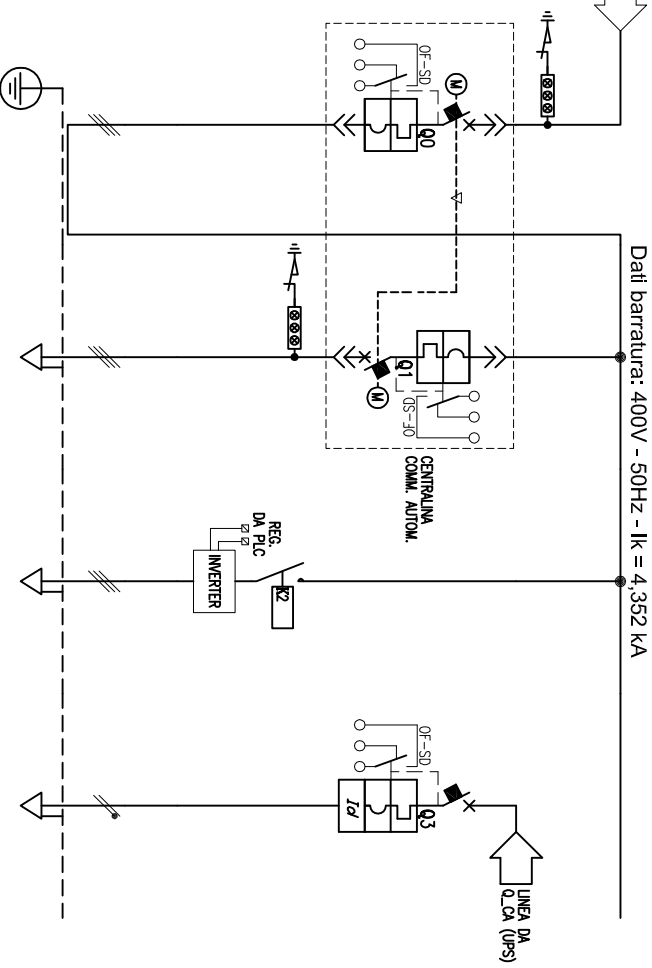 Dati barratura: 400V - 50Hz - Ik = 4,352 kA
OF-SD
M
Q0
Q1
M
OF-SD
CENTRALINA
COMM. AUTOM.
REG.
DA PLC
INVERTER
K2
OF-SD
Q3
Id
LINEA DA
Q_CA (UPS)